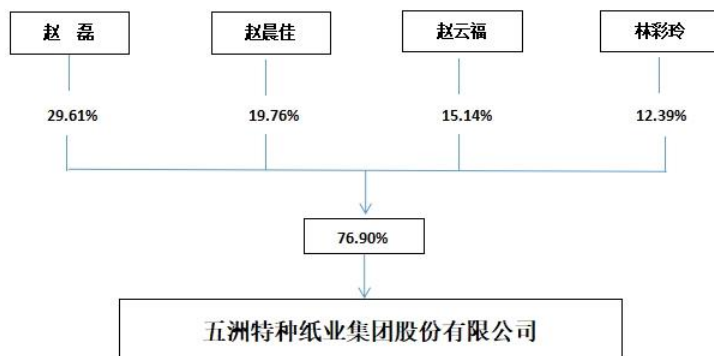 赵 磊
赵晨佳
赵云福
林彩玲
29.61%
19.76%
15.14%
12.39%
76.90%
五洲特种纸业集团股份有限公司